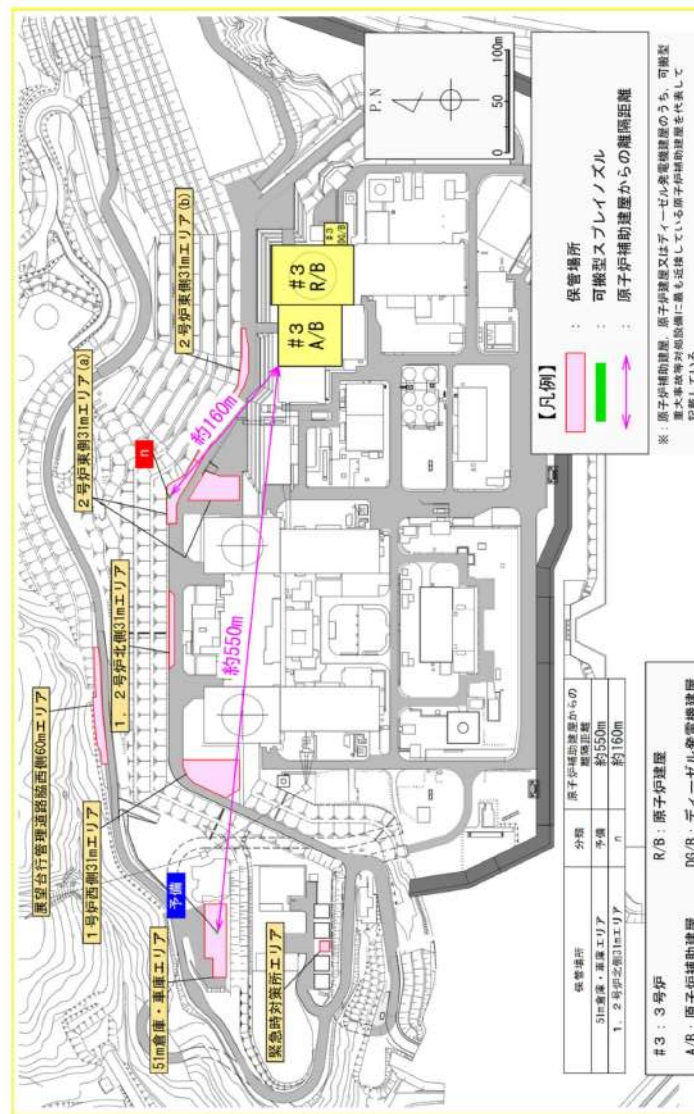 展望台行管理道路脇西側60mエリア
1号炉西側31mエリア
1．2号炉北側31mエリア
2号炉東側31mエリア(a)
2号炉東側31mエリア(b)
51m倉庫・車庫エリア
予備
n
緊急時対策所エリア
約160m
約550m
#3
A/B
#3
R/B
#3
DG/B
P.N
0 50 100m
【凡例】
： 保管場所
： 可搬型スプレイノズル
： 原子炉補助建屋からの離隔距離
※：原子炉補助建屋，原子炉建屋又はディーゼル発電機建屋のうち，可搬型
重大事故等対処設備に最も近接している原子炉補助建屋を代表して
記載している
保管場所 分類 原子炉補助建屋からの
離隔距離
51m倉庫・車庫エリア 予備 約550m
1．2号炉北側31mエリア n 約160m
#3：3号炉 R/B：原子炉建屋
A/B：原子炉補助建屋 DG/B：ディーゼル発電機建屋